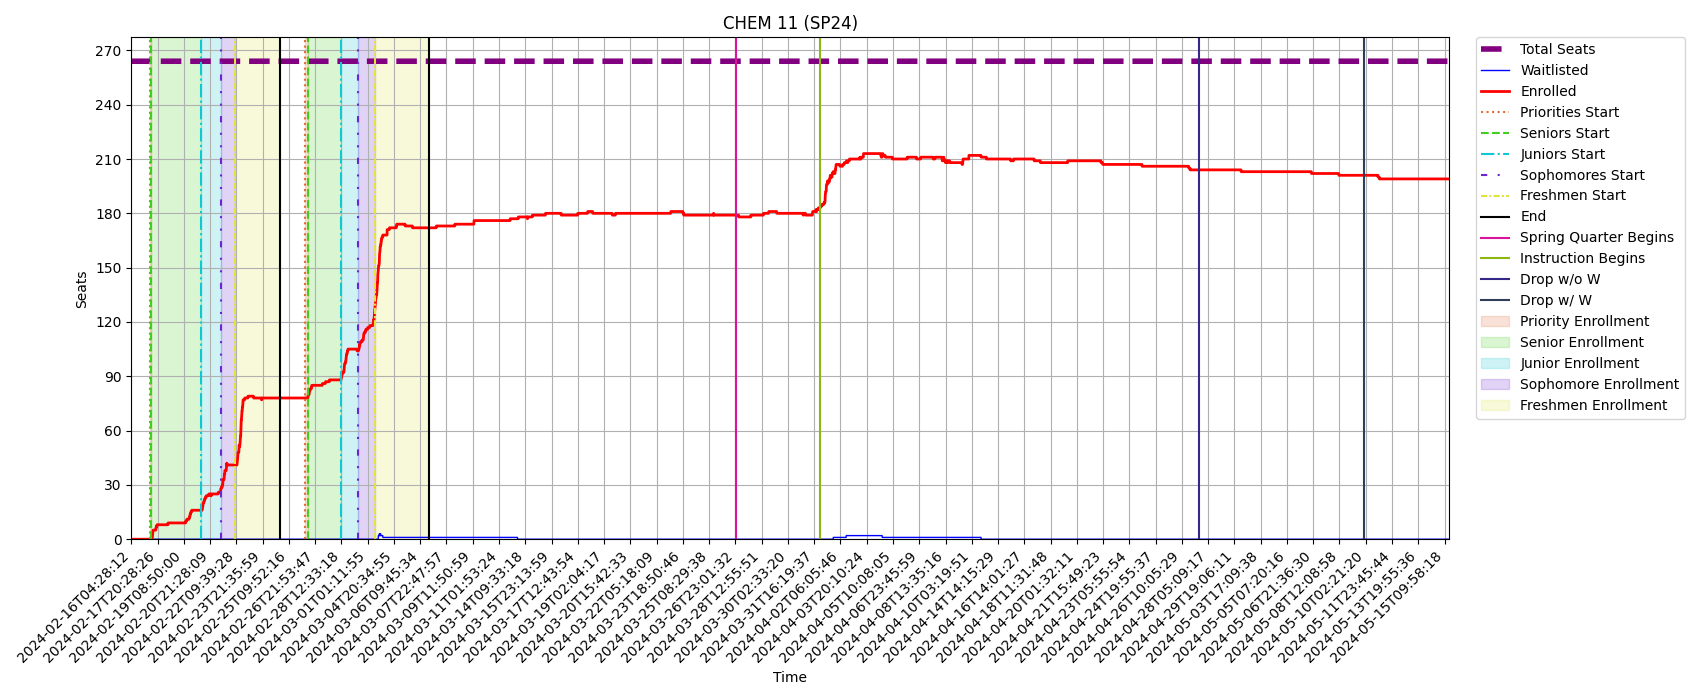 CHEM 11 (SP24)
Seats
270
240
210
180
150
120
90
60
30
0
2024-02-16T04:28:12
2024-02-17T20:28:26
2024-02-19T08:50:00
2024-02-20T21:28:09
2024-02-22T09:39:28
2024-02-23T21:35:59
2024-02-25T09:52:16
2024-02-26T21:53:47
2024-02-28T12:33:18
2024-03-01T01:11:55
2024-03-04T20:34:55
2024-03-06T09:45:34
2024-03-07T22:47:57
2024-03-09T11:50:59
2024-03-11T11:53:24
2024-03-14T09:33:18
2024-03-15T23:13:59
2024-03-17T12:43:54
2024-03-19T02:04:17
2024-03-20T15:42:33
2024-03-22T05:18:09
2024-03-23T18:50:46
2024-03-25T08:29:38
2024-03-26T23:01:32
2024-03-28T12:55:51
2024-03-30T02:33:20
2024-03-31T16:19:37
2024-04-02T06:05:46
2024-04-03T20:10:24
2024-04-05T10:08:05
2024-04-06T23:45:59
2024-04-08T13:35:16
2024-04-10T03:19:51
2024-04-14T14:15:29
2024-04-16T14:01:27
2024-04-18T11:31:48
2024-04-20T01:32:11
2024-04-21T15:49:23
2024-04-23T05:55:54
2024-04-24T19:55:37
2024-04-26T10:05:29
2024-04-28T05:09:17
2024-04-29T19:06:11
2024-05-03T17:09:38
2024-05-05T07:20:16
2024-05-06T21:36:30
2024-05-08T12:08:58
2024-05-10T02:21:20
2024-05-11T23:45:44
2024-05-13T19:55:36
2024-05-15T09:58:18
Time
Total Seats
Waitlisted
Enrolled
Priorities Start
Seniors Start
Juniors Start
Sophomores Start
Freshmen Start
End
Spring Quarter Begins
Instruction Begins
Drop w/o W
Drop w/ W
Priority Enrollment
Senior Enrollment
Junior Enrollment
Sophomore Enrollment
Freshmen Enrollment